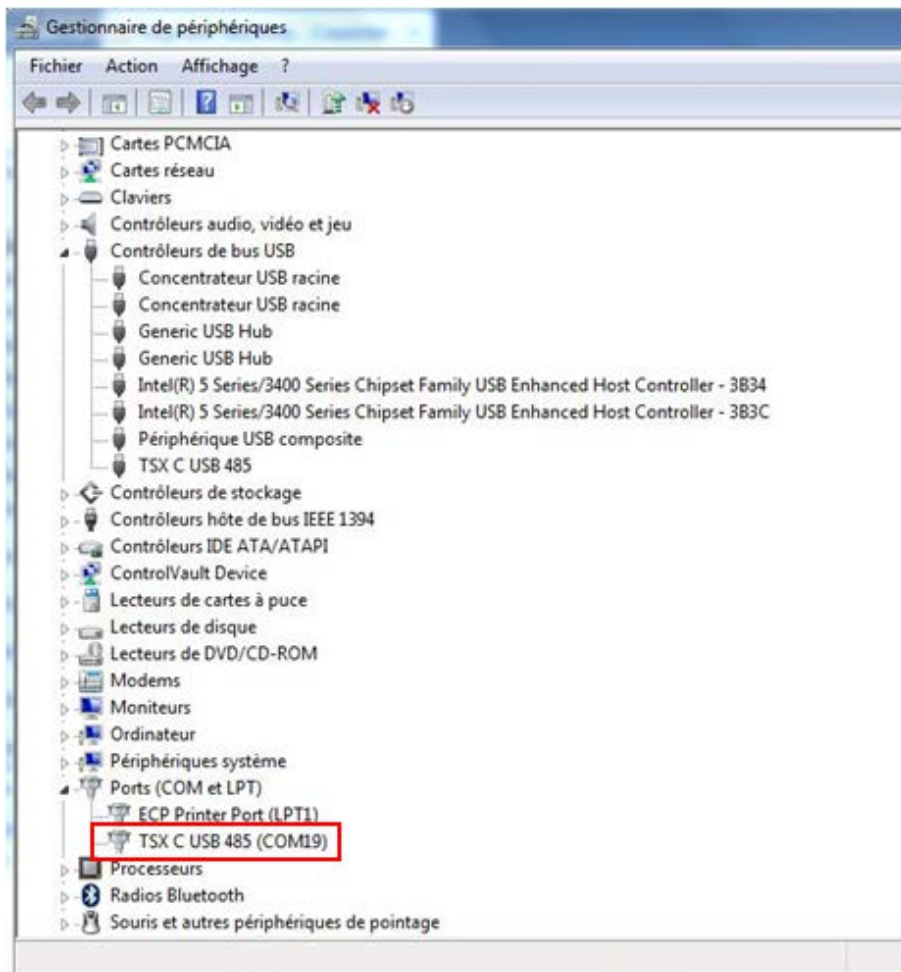 Gestionnaire de périphériques
Fichier Action Affichage ?
Cartes PCMCIA
Cartes réseau
Claviers
Contrôleurs audio, vidéo et jeu
Contrôleurs de bus USB
Concentrateur USB racine
Concentrateur USB racine
Generic USB Hub
Generic USB Hub
Intel(R) 5 Series/3400 Series Chipset Family USB Enhanced Host Controller - 3B34
Intel(R) 5 Series/3400 Series Chipset Family USB Enhanced Host Controller - 3B3C
Périphérique USB composite
TSX C USB 485
Contrôleurs de stockage
Contrôleurs hôte de bus IEEE 1394
Contrôleurs IDE ATA/ATAPI
ControlVault Device
Lecteurs de cartes à puce
Lecteurs de disque
Lecteurs de DVD/CD-ROM
Modems
Moniteurs
Ordinateur
Périphériques système
Ports (COM et LPT)
ECP Printer Port (LPT1)
TSX C USB 485 (COM19)
Processeurs
Radios Bluetooth
Souris et autres périphériques de pointage